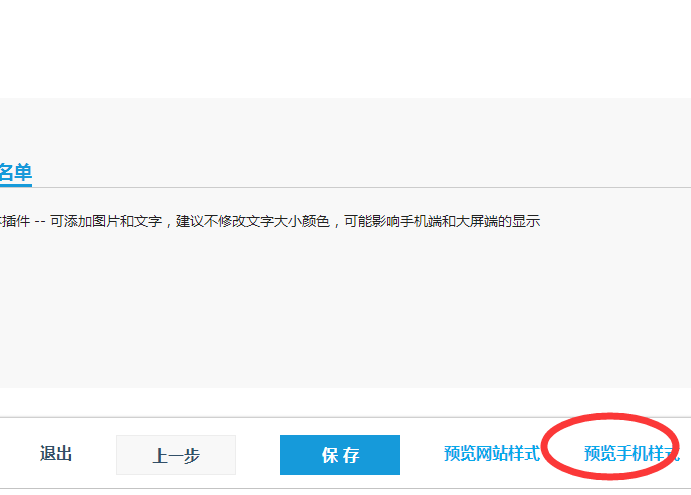 名单
插件 -- 可添加图片和文字，建议不修改文字大小颜色，可能影响手机端和大屏端的显示
退出 上一步 保 存 预览网站样式 预览手机样式